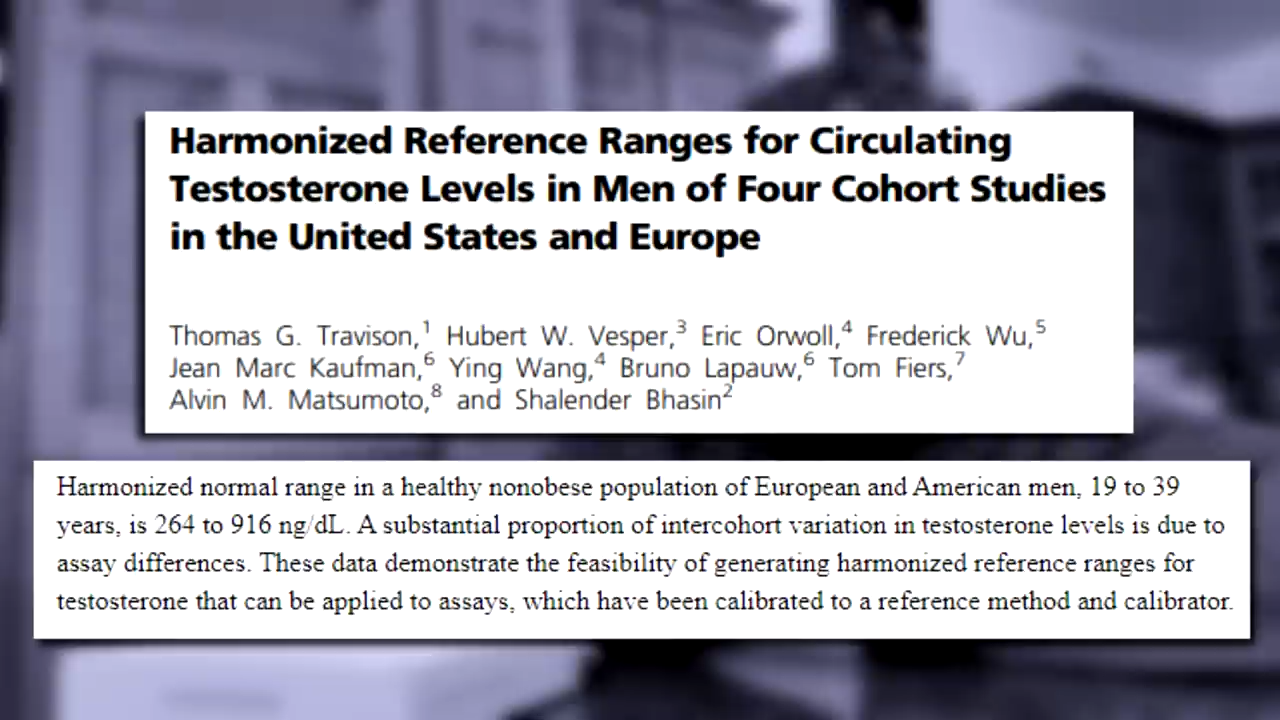 Harmonized Reference Ranges for Circulating
Testosterone Levels in Men of Four Cohort Studies
in the United States and Europe
Thomas G. Travison,¹ Hubert W. Vesper,³ Eric Orwoll,⁴ Frederick Wu,⁵
Jean Marc Kaufman,⁶ Ying Wang,⁴ Bruno Lapauw,⁶ Tom Fiers,⁷
Alvin M. Matsumoto,⁸ and Shalender Bhasin²
Harmonized normal range in a healthy nonobese population of European and American men, 19 to 39
years, is 264 to 916 ng/dL. A substantial proportion of intercohort variation in testosterone levels is due to
assay differences. These data demonstrate the feasibility of generating harmonized reference ranges for
testosterone that can be applied to assays, which have been calibrated to a reference method and calibrator.